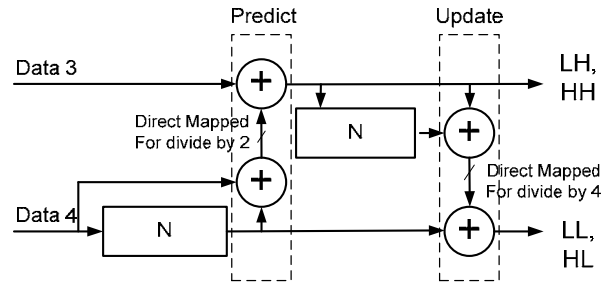 Predict
Update
Data 3
LH,
HH
+
Direct Mapped
For divide by 2
N
+
+
Direct Mapped
For divide by 4
Data 4
N
+
LL,
HL